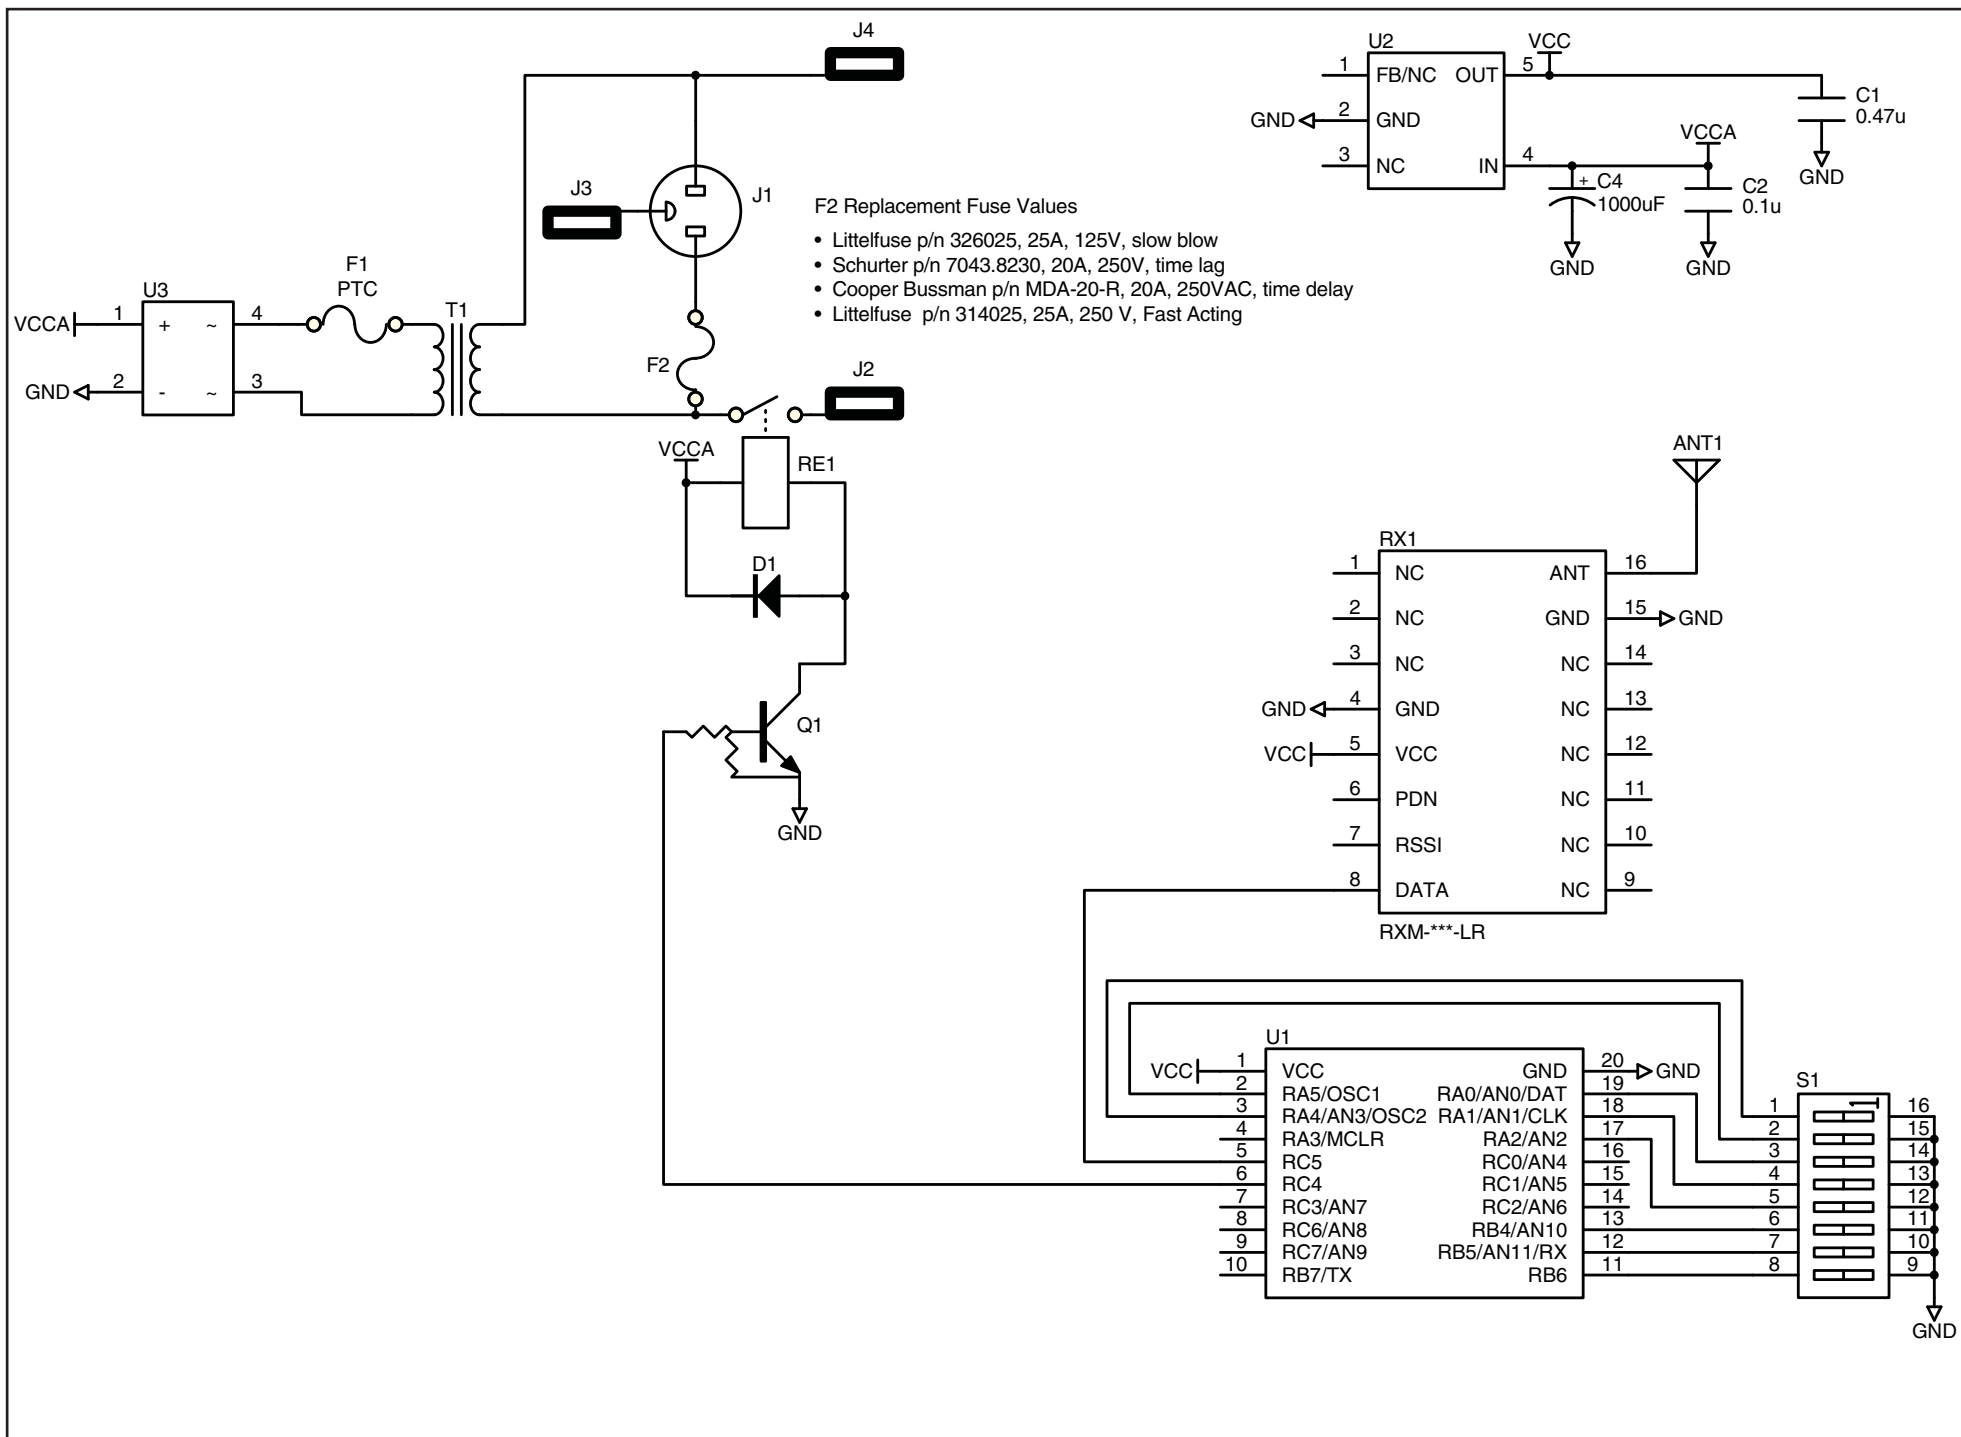 J4
J3
J1
F2 Replacement Fuse Values
• Littelfuse p/n 326025, 25A, 125V, slow blow
• Schurter p/n 7043.8230, 20A, 250V, time lag
• Cooper Bussman p/n MDA-20-R, 20A, 250VAC, time delay
• Littelfuse p/n 314025, 25A, 250 V, Fast Acting
F1
PTC
U3
T1
VCCA 1 + ~ 4
GND 2 - ~ 3
F2
J2
VCCA
RE1
D1
Q1
GND
U2
VCC
1 FB/NC OUT 5
GND 2 GND
3 NC IN 4
C1
0.47u
GND
VCCA
+ C4
1000uF
GND
C2
0.1u
GND
ANT1
RX1
1 NC ANT 16
2 NC GND 15 GND
3 NC NC 14
GND 4 GND NC 13
VCC 5 VCC NC 12
6 PDN NC 11
7 RSSI NC 10
8 DATA NC 9
RXM-***-LR
U1
VCC 1 VCC GND 20 GND
2 RA5/OSC1 RA0/AN0/DAT 19
3 RA4/AN3/OSC2 RA1/AN1/CLK 18
4 RA3/MCLR RA2/AN2 17
5 RC5 RC0/AN4 16
6 RC4 RC1/AN5 15
7 RC3/AN7 RC2/AN6 14
8 RC6/AN8 RB4/AN10 13
9 RC7/AN9 RB5/AN11/RX 12
10 RB7/TX RB6 11
S1
1 1 16
2 15
3 14
4 13
5 12
6 11
7 10
8 9
GND